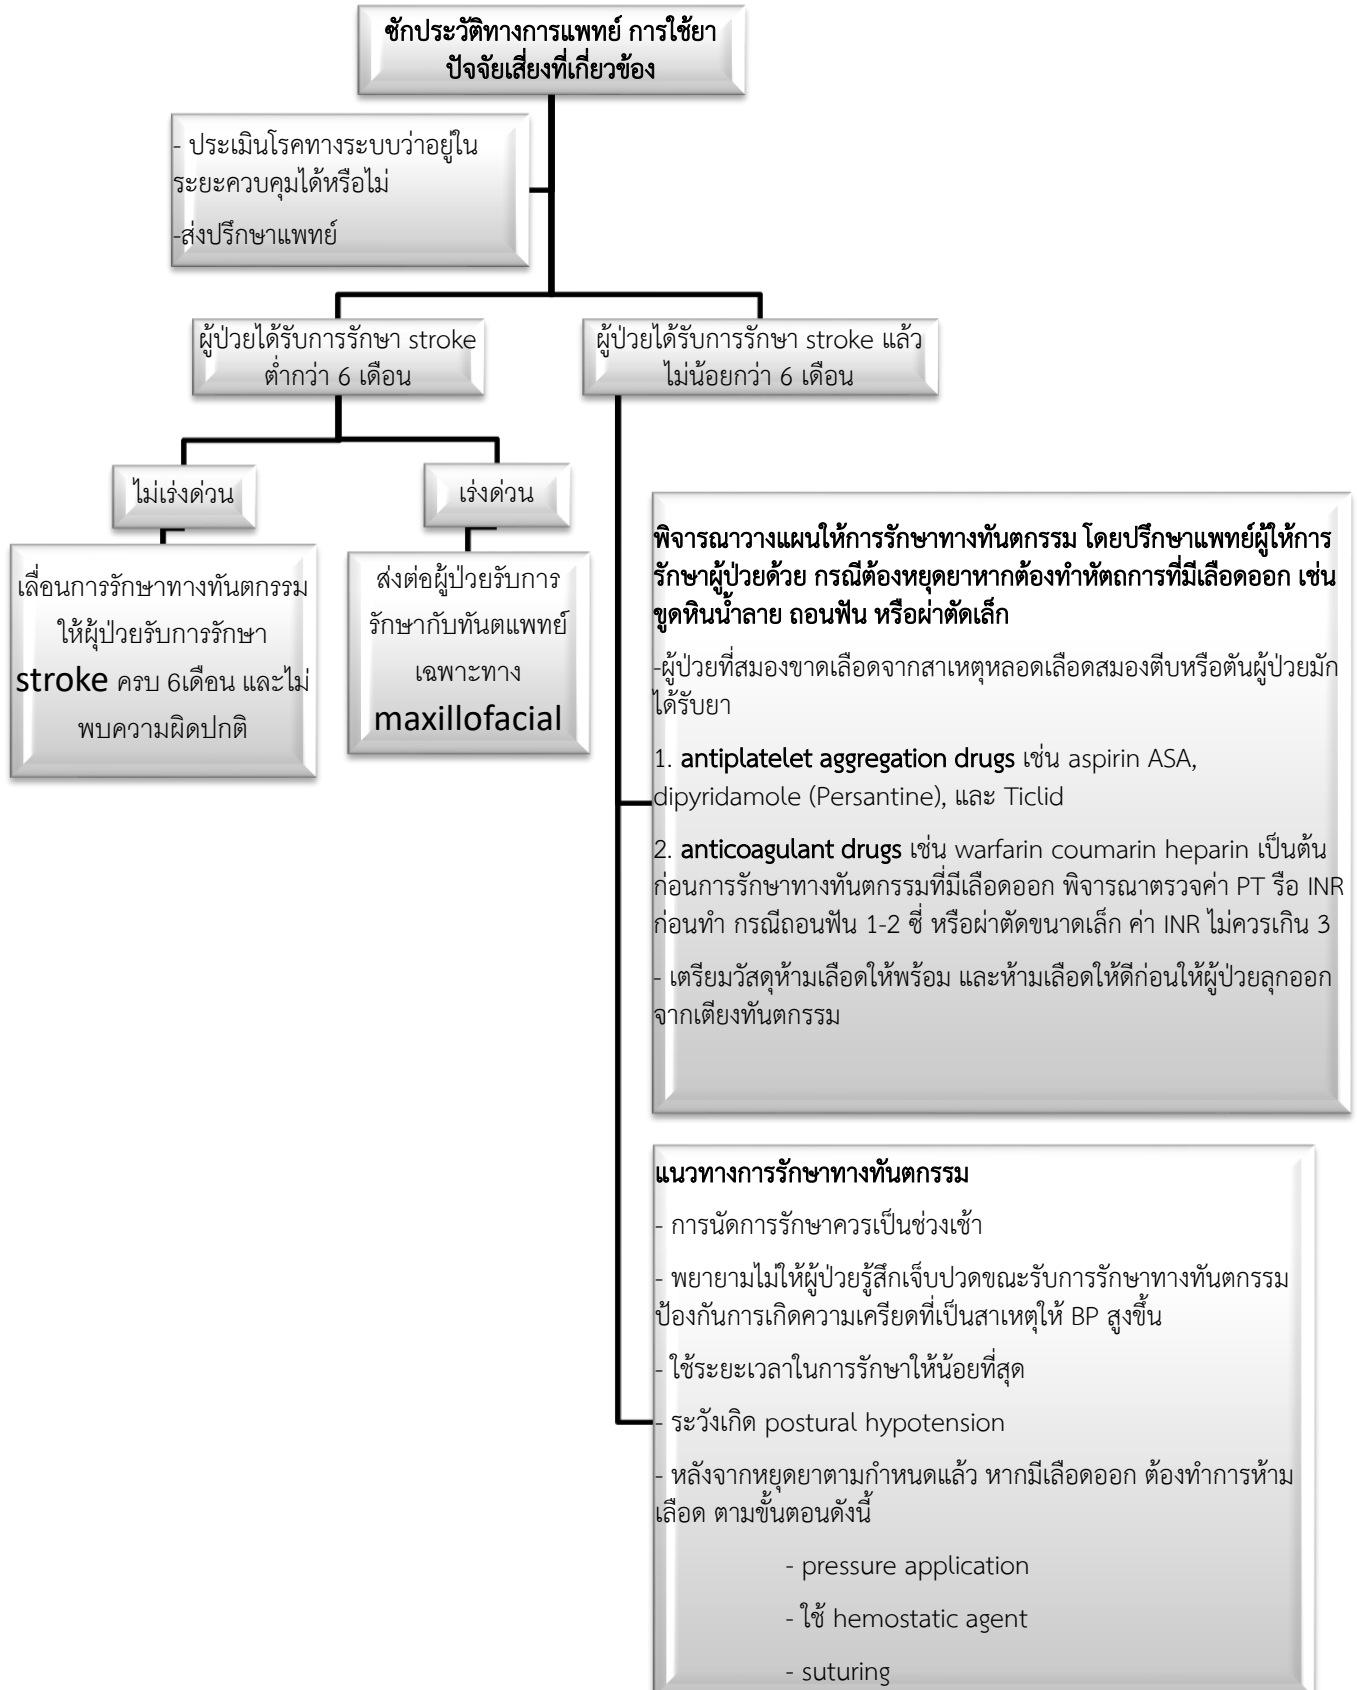 ซักประวัติทางการแพทย์ การใช้ยา
ปัจจัยเสี่ยงที่เกี่ยวข้อง
- ประเมินโรคทางระบบว่าอยู่ใน
ระยะควบคุมได้หรือไม่
-ส่งปรึกษาแพทย์
ผู้ป่วยได้รับการรักษา stroke
ต่ำกว่า 6 เดือน
ผู้ป่วยได้รับการรักษา stroke แล้ว
ไม่น้อยกว่า 6 เดือน
ไม่เร่งด่วน
เร่งด่วน
เลื่อนการรักษาทางทันตกรรม
ให้ผุ้ป่วยรับการรักษา
stroke ครบ 6เดือน และไม่
พบความผิดปกติ
ส่งต่อผู้ป่วยรับการ
รักษากับทันตแพทย์
เฉพาะทาง
maxillofacial
พิจารณาวางแผนให้การรักษาทางทันตกรรม โดยปรึกษาแพทย์ผู้ให้การ
รักษาผู้ป่วยด้วย กรณีต้องหยุดยาหากต้องทำหัตถการที่มีเลือดออก เช่น
ขูดหินน้ำลาย ถอนฟัน หรือผ่าตัดเล็ก
-ผู้ป่วยที่สมองขาดเลือดจากสาเหตุหลอดเลือดสมองตีบหรือตันผู้ป่วยมัก
ได้รับยา
1. antiplatelet aggregation drugs เช่น aspirin ASA,
dipyridamole (Persantine), และ Ticlid
2. anticoagulant drugs เช่น warfarin coumarin heparin เป็นต้น
ก่อนการรักษาทางทันตกรรมที่มีเลือดออก พิจารณาตรวจค่า PT รือ INR
ก่อนทำ กรณีถอนฟัน 1-2 ซี่ หรือผ่าตัดขนาดเล็ก ค่า INR ไม่ควรเกิน 3
- เตรียมวัสดุห้ามเลือดให้พร้อม และห้ามเลือดให้ดีก่อนให้ผู้ป่วยลุกออก
จากเตียงทันตกรรม
แนวทางการรักษาทางทันตกรรม
- การนัดการรักษาควรเป็นช่วงเช้า
- พยายามไม่ให้ผู้ป่วยรู้สึกเจ็บปวดขณะรับการรักษาทางทันตกรรม
ป้องกันการเกิดความเครียดที่เป็นสาเหตุให้ BP สูงขึ้น
- ใช้ระยะเวลาในการรักษาให้น้อยที่สุด
- ระวังเกิด postural hypotension
- หลังจากหยุดยาตามกำหนดแล้ว หากมีเลือดออก ต้องทำการห้าม
เลือด ตามขั้นตอนดังนี้
- pressure application
- ใช้ hemostatic agent
- suturing